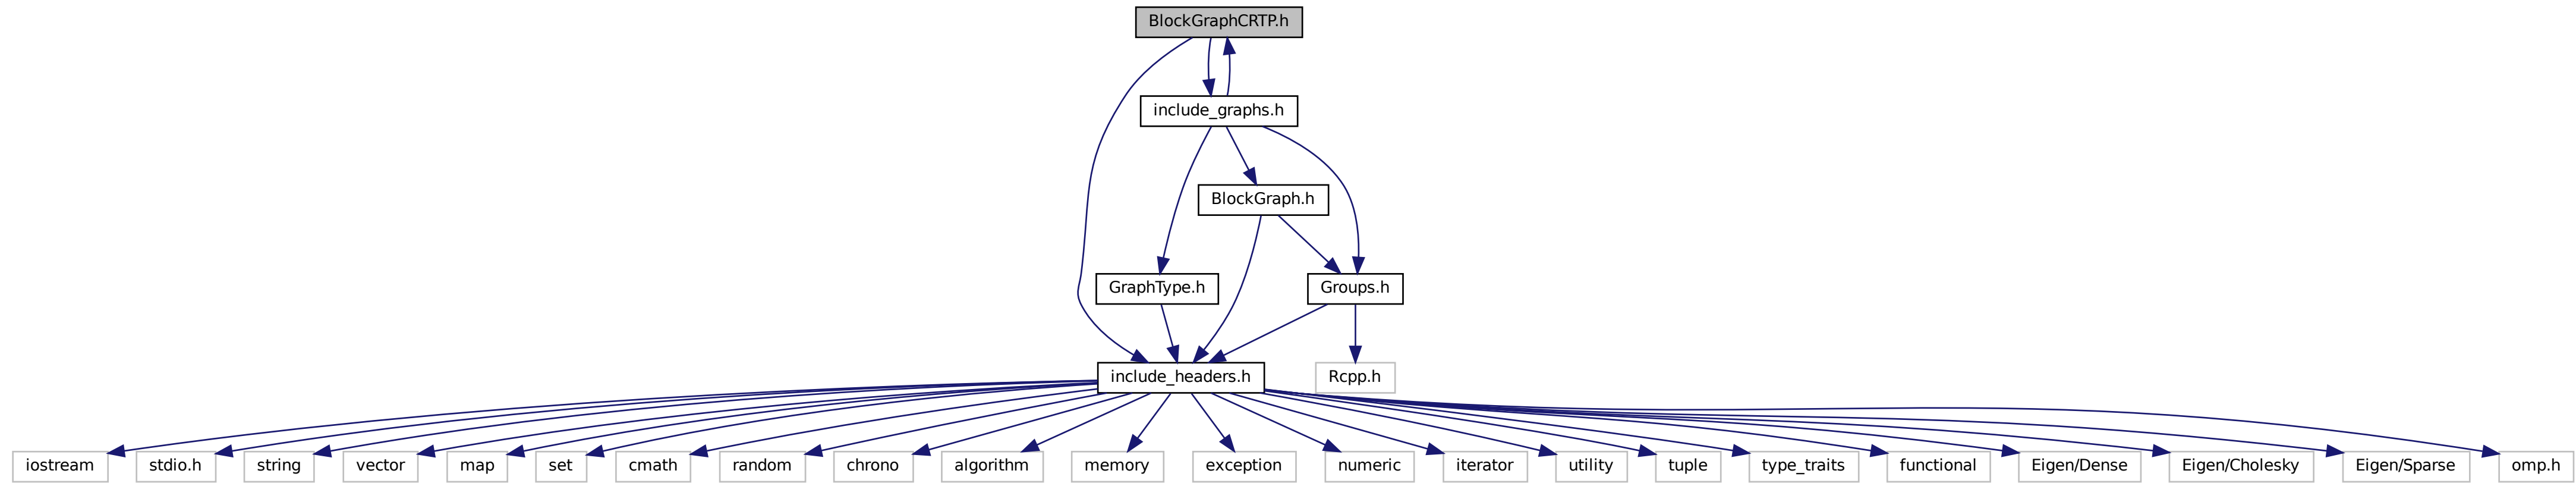 BlockGraphCRTP.h
include_graphs.h
BlockGraph.h
GraphType.h
Groups.h
include_headers.h
Rcpp.h
iostream
stdio.h
string
vector
map
set
cmath
random
chrono
algorithm
memory
exception
numeric
iterator
utility
tuple
type_traits
functional
Eigen/Dense
Eigen/Cholesky
Eigen/Sparse
omp.h